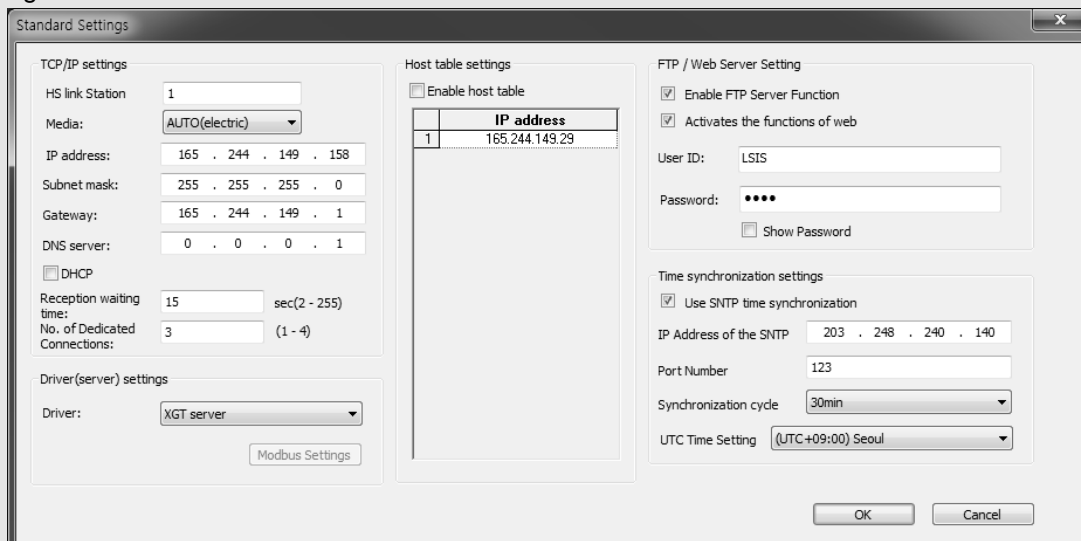 Standard Settings
x
TCP/IP settings
HS link Station 1
Media: AUTO(electric)
IP address: 165 . 244 . 149 . 158
Subnet mask: 255 . 255 . 255 . 0
Gateway: 165 . 244 . 149 . 1
DNS server: 0 . 0 . 0 . 1
DHCP
Reception waiting
time: 15 sec(2 - 255)
No. of Dedicated
Connections: 3 (1 - 4)
Driver(server) settings
Driver: XGT server
Modbus Settings
Host table settings
Enable host table
IP address
1 165.244.149.29
FTP / Web Server Setting
Enable FTP Server Function
Activates the functions of web
User ID: LSIS
Password: ••••
Show Password
Time synchronization settings
Use SNTP time synchronization
IP Address of the SNTP 203 . 248 . 240 . 140
Port Number 123
Synchronization cycle 30min
UTC Time Setting (UTC+09:00) Seoul
OK Cancel